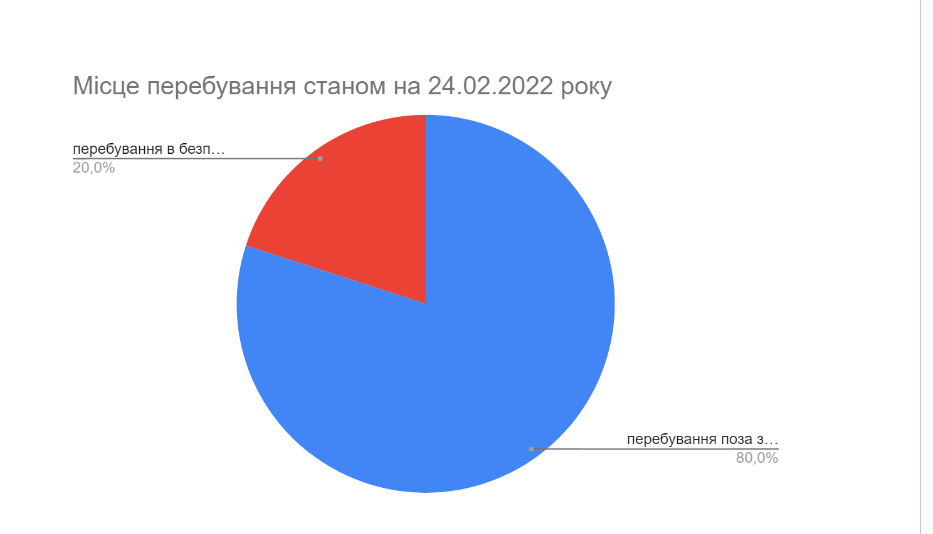 Місце перебування станом на 24.02.2022 року
перебування в безп…
20,0%
перебування поза з…
80,0%